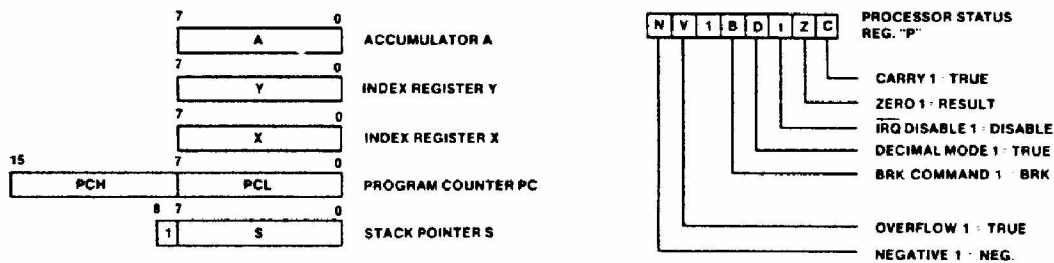 7 0
A
ACCUMULATOR A
7 0
Y
INDEX REGISTER Y
7 0
X
INDEX REGISTER X
15 7 0
PCH PCL
PROGRAM COUNTER PC
8 7 0
1 S
STACK POINTER S
N V 1 B D I Z C
PROCESSOR STATUS
REG. "P"
CARRY 1 = TRUE
ZERO 1 = RESULT
IRQ DISABLE 1 = DISABLE
DECIMAL MODE 1 = TRUE
BRK COMMAND 1 = BRK
OVERFLOW 1 = TRUE
NEGATIVE 1 = NEG.